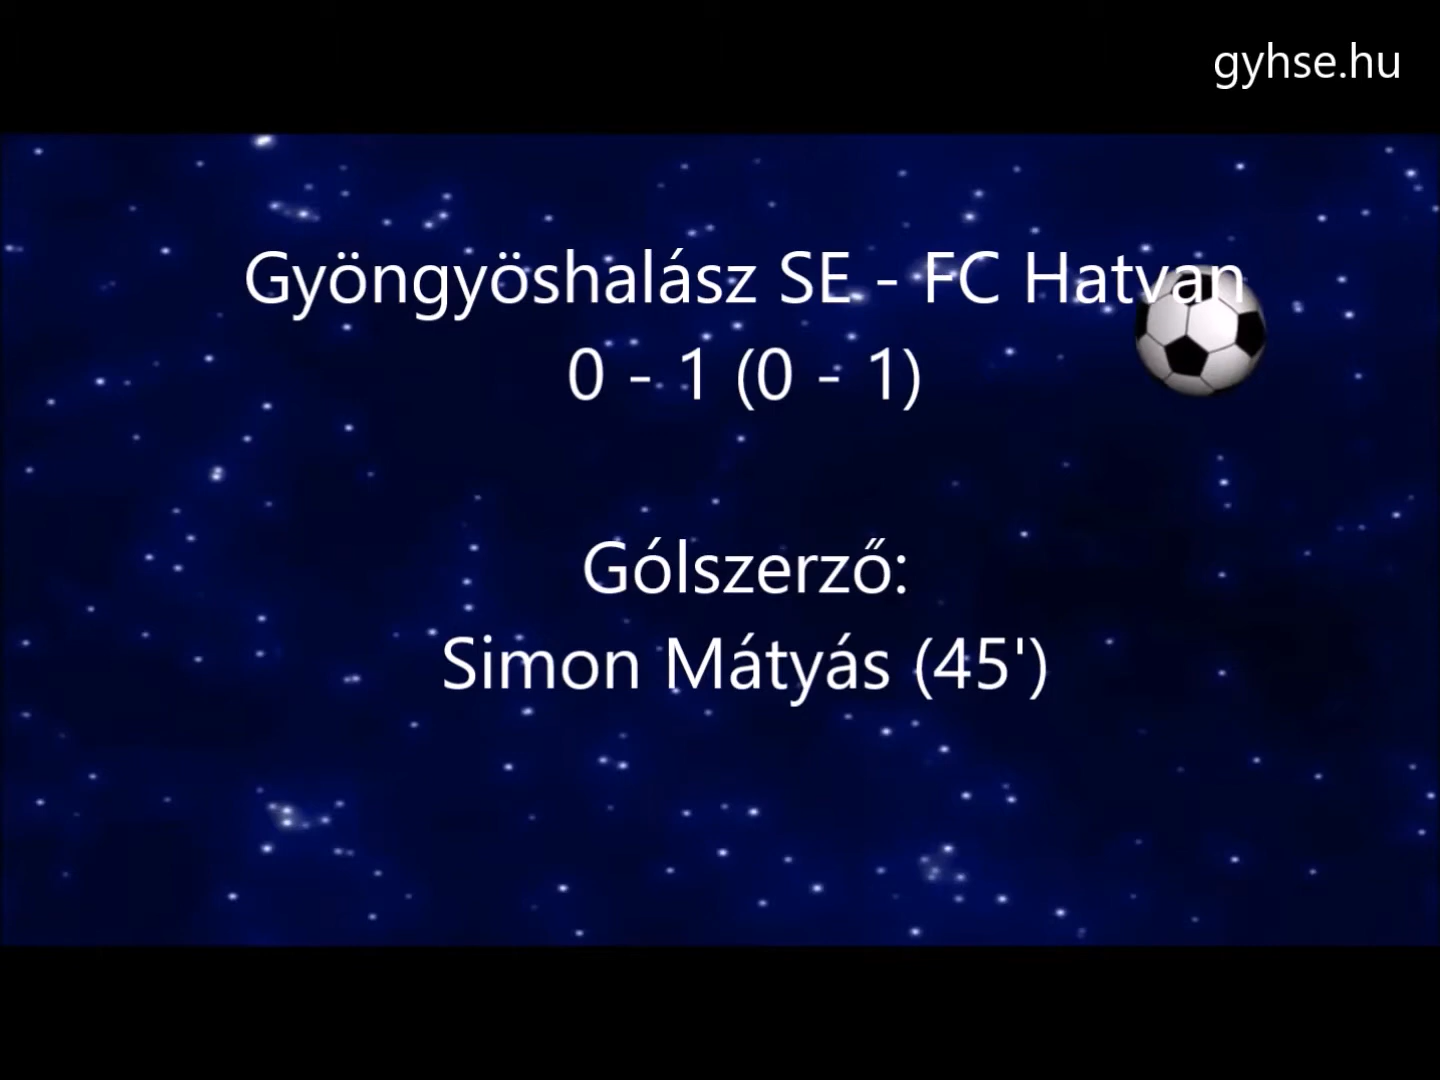 gyhse.hu
Gyöngyöshalász SE - FC Hatvan
0 - 1 (0 - 1)
Gólszerző:
Simon Mátyás (45')